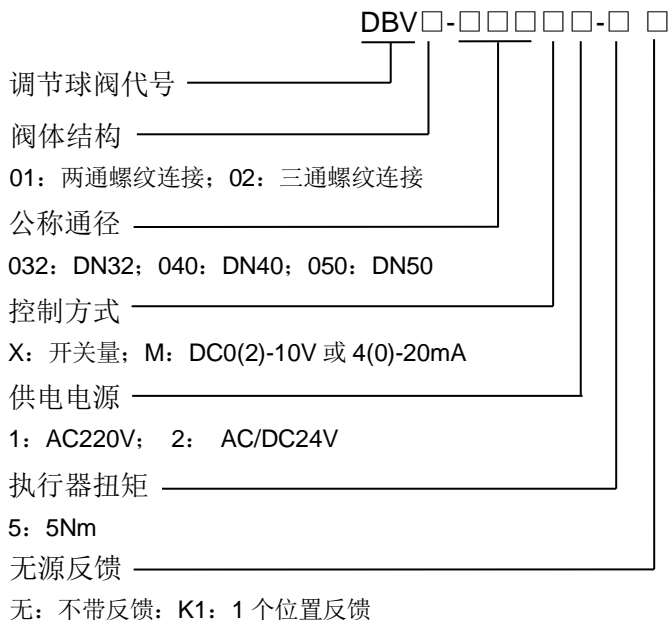 DBV□-□□□□□-□ □
调节球阀代号
阀体结构
01：两通螺纹连接；02：三通螺纹连接
公称通径
032：DN32；040：DN40；050：DN50
控制方式
X：开关量；M：DC0(2)-10V 或 4(0)-20mA
供电电源
1：AC220V； 2： AC/DC24V
执行器扭矩
5：5Nm
无源反馈
无：不带反馈：K1：1 个位置反馈